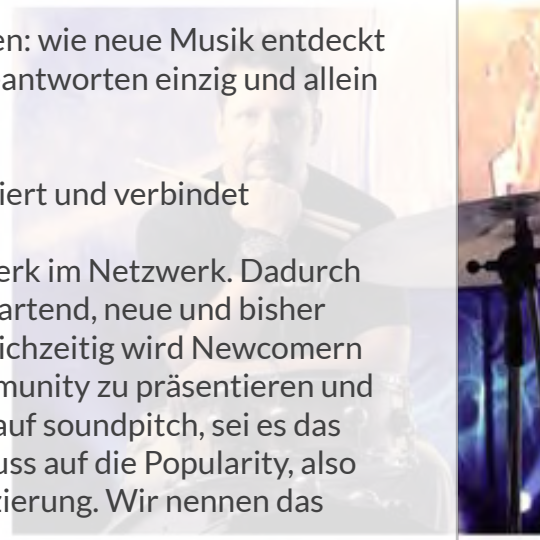 en: wie neue Musik entdeckt
antworten einzig und allein
iert und verbindet
erk im Netzwerk. Dadurch
artend, neue und bisher
ichzeitig wird Newcomern
munity zu präsentieren und
auf soundpitch, sei es das
uss auf die Popularity, also
zierung. Wir nennen das